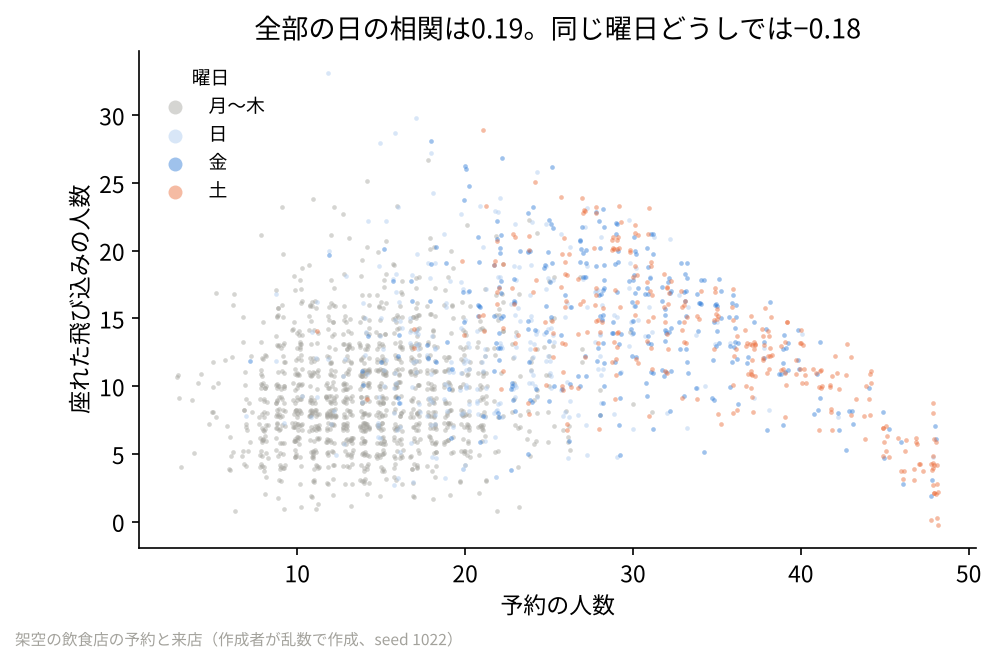 全部の日の相関は0.19。同じ曜日どうしでは−0.18
曜日
月〜木
日
金
土
座れた飛び込みの人数
30
25
20
15
10
5
0
10
20
30
40
50
予約の人数
架空の飲食店の予約と来店（作成者が乱数で作成、seed 1022）